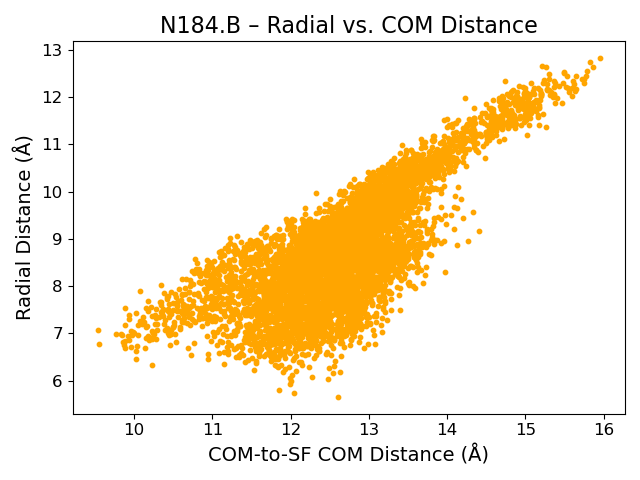 N184.B – Radial vs. COM Distance
Radial Distance (Å)
13
12
11
10
9
8
7
6
10 11 12 13 14 15 16
COM-to-SF COM Distance (Å)